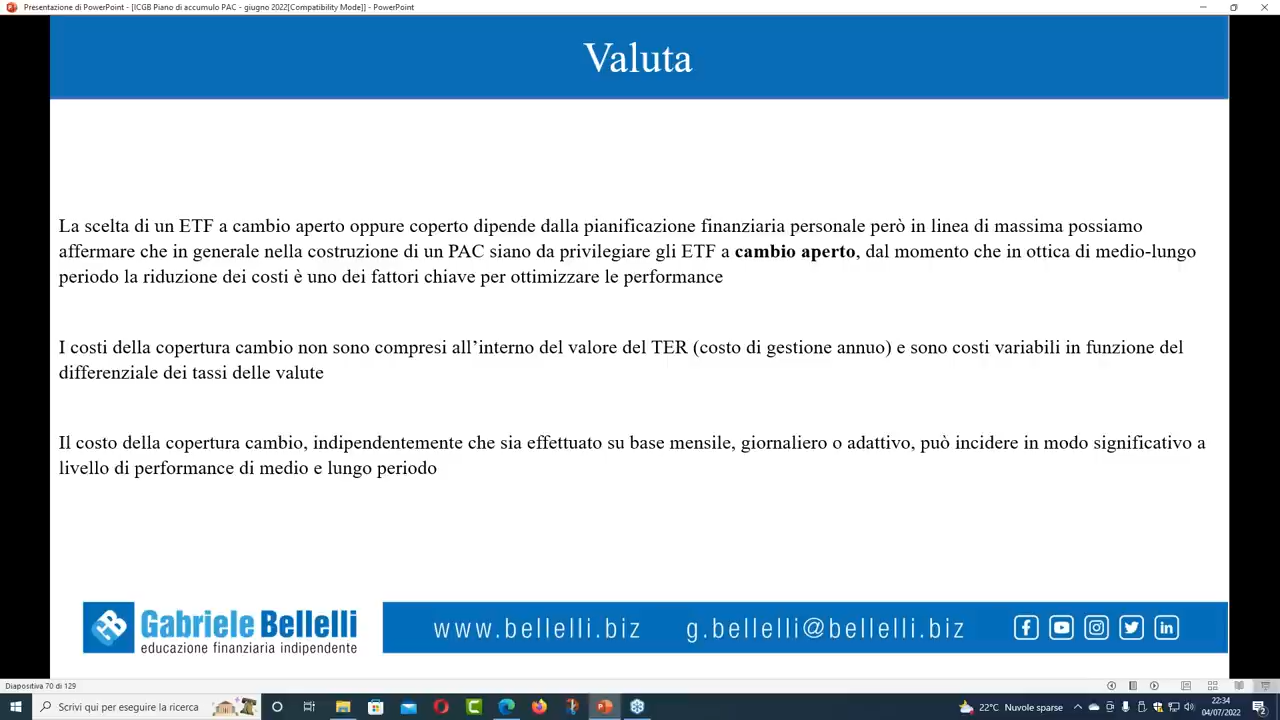 Presentazione di PowerPoint - [ICGB Piano di accumulo PAC - giugno 2022[Compatibility Mode]] - PowerPoint
Valuta
La scelta di un ETF a cambio aperto oppure coperto dipende dalla pianificazione finanziaria personale però in linea di massima possiamo
affermare che in generale nella costruzione di un PAC siano da privilegiare gli ETF a cambio aperto, dal momento che in ottica di medio-lungo
periodo la riduzione dei costi è uno dei fattori chiave per ottimizzare le performance
I costi della copertura cambio non sono compresi all’interno del valore del TER (costo di gestione annuo) e sono costi variabili in funzione del
differenziale dei tassi delle valute
Il costo della copertura cambio, indipendentemente che sia effettuato su base mensile, giornaliero o adattivo, può incidere in modo significativo a
livello di performance di medio e lungo periodo
Gabriele Bellelli
educazione finanziaria indipendente
www.bellelli.biz g.bellelli@bellelli.biz
Diapositiva 70 di 129
Scrivi qui per eseguire la ricerca
22°C Nuvole sparse
22:34
04/07/2022
2